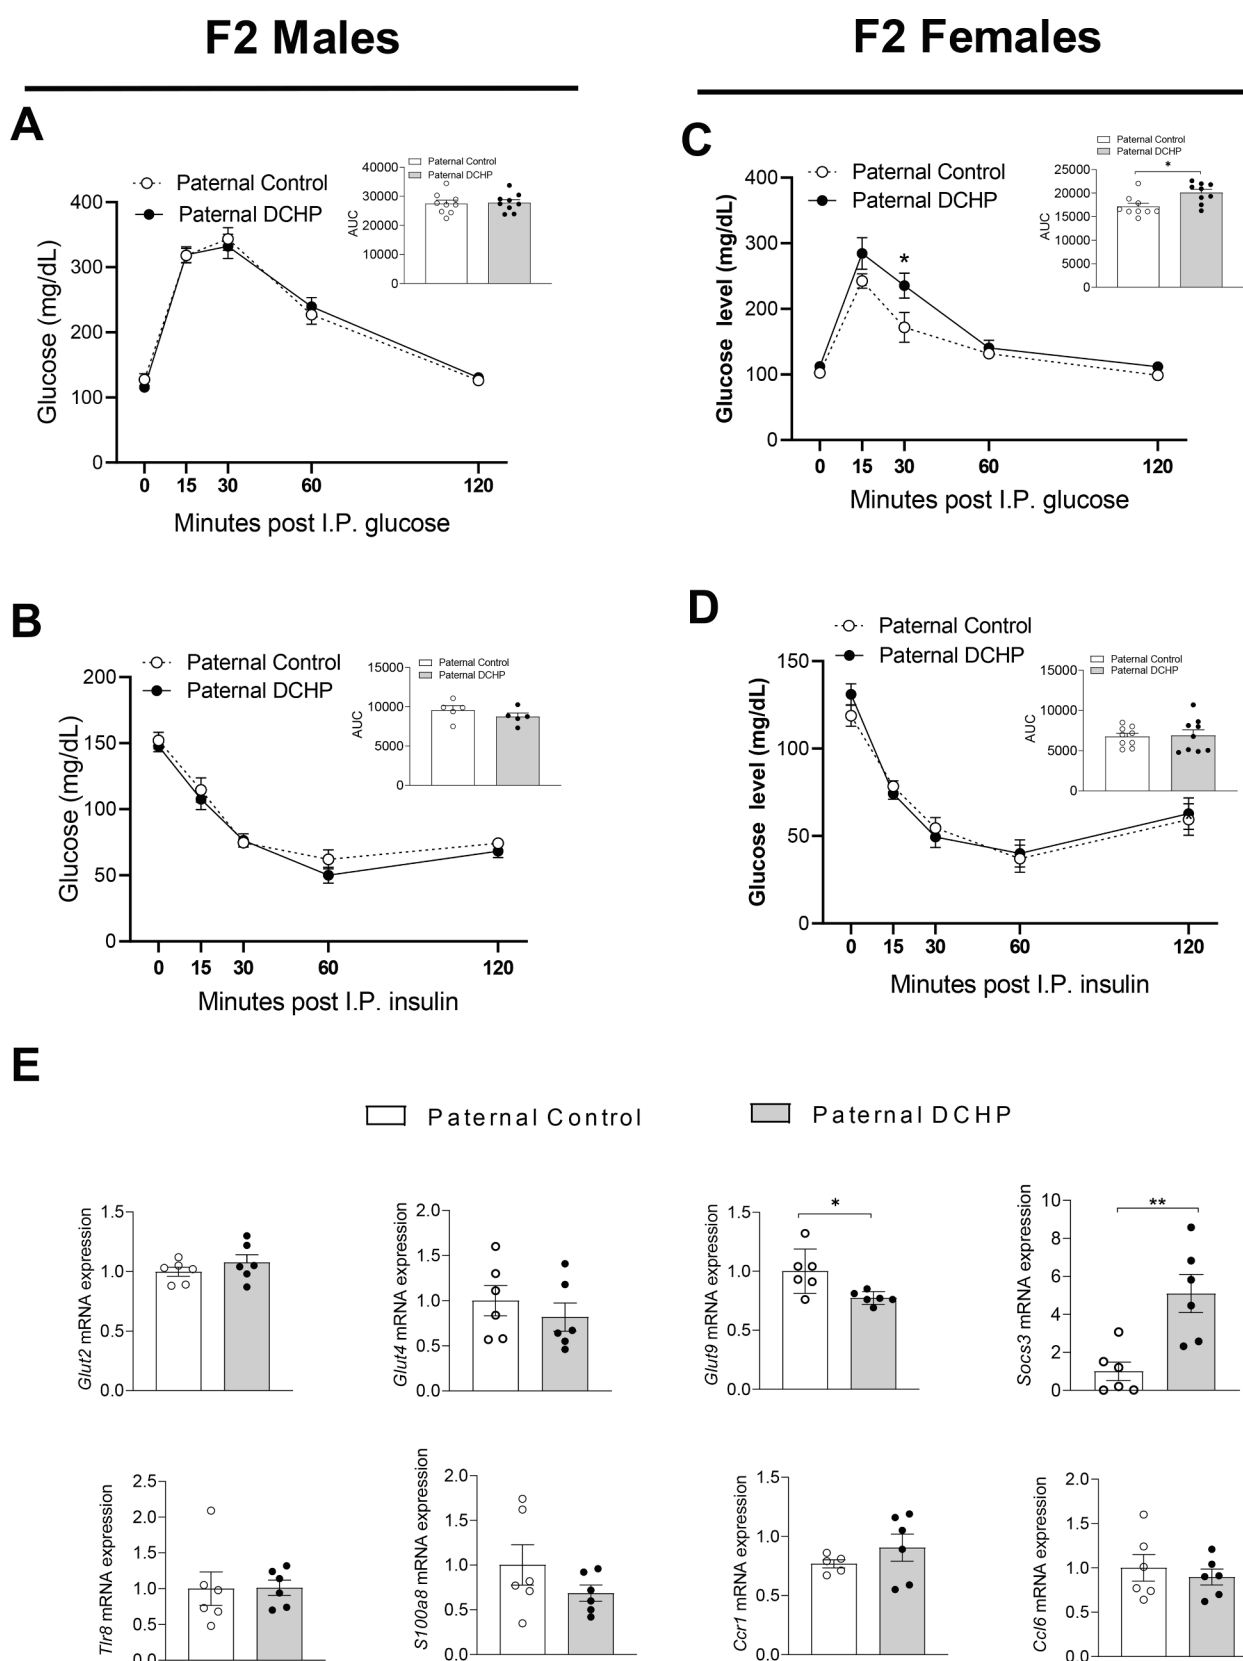 F2 Males
F2 Females
A
Paternal Control
Paternal DCHP
Glucose (mg/dL)
400
300
200
100
0
0 15 30 60 120
Minutes post I.P. glucose
Paternal Control
Paternal DCHP
AUC
40000
30000
20000
10000
0
C
Paternal Control
Paternal DCHP
Glucose level (mg/dL)
400
300
200
100
0
*
0 15 30 60 120
Minutes post I.P. glucose
Paternal Control
Paternal DCHP
*
AUC
25000
20000
15000
10000
5000
0
B
Paternal Control
Paternal DCHP
Glucose (mg/dL)
200
150
100
50
0
0 15 30 60 120
Minutes post I.P. insulin
Paternal Control
Paternal DCHP
AUC
15000
10000
5000
0
D
Paternal Control
Paternal DCHP
Glucose level (mg/dL)
150
100
50
0
0 15 30 60 120
Minutes post I.P. insulin
Paternal Control
Paternal DCHP
AUC
15000
10000
5000
0
E
Paternal Control
Paternal DCHP
Glut2 mRNA expression
1.5
1.0
0.5
0.0
Glut4 mRNA expression
2.0
1.5
1.0
0.5
0.0
Glut9 mRNA expression
1.5
1.0
0.5
0.0
*
Socs3 mRNA expression
10
8
6
4
2
0
**
Tlr8 mRNA expression
2.5
2.0
1.5
1.0
0.5
0.0
S100a8 mRNA expression
2.0
1.5
1.0
0.5
0.0
Ccr1 mRNA expression
1.5
1.0
0.5
0.0
Ccl6 mRNA expression
2.0
1.5
1.0
0.5
0.0